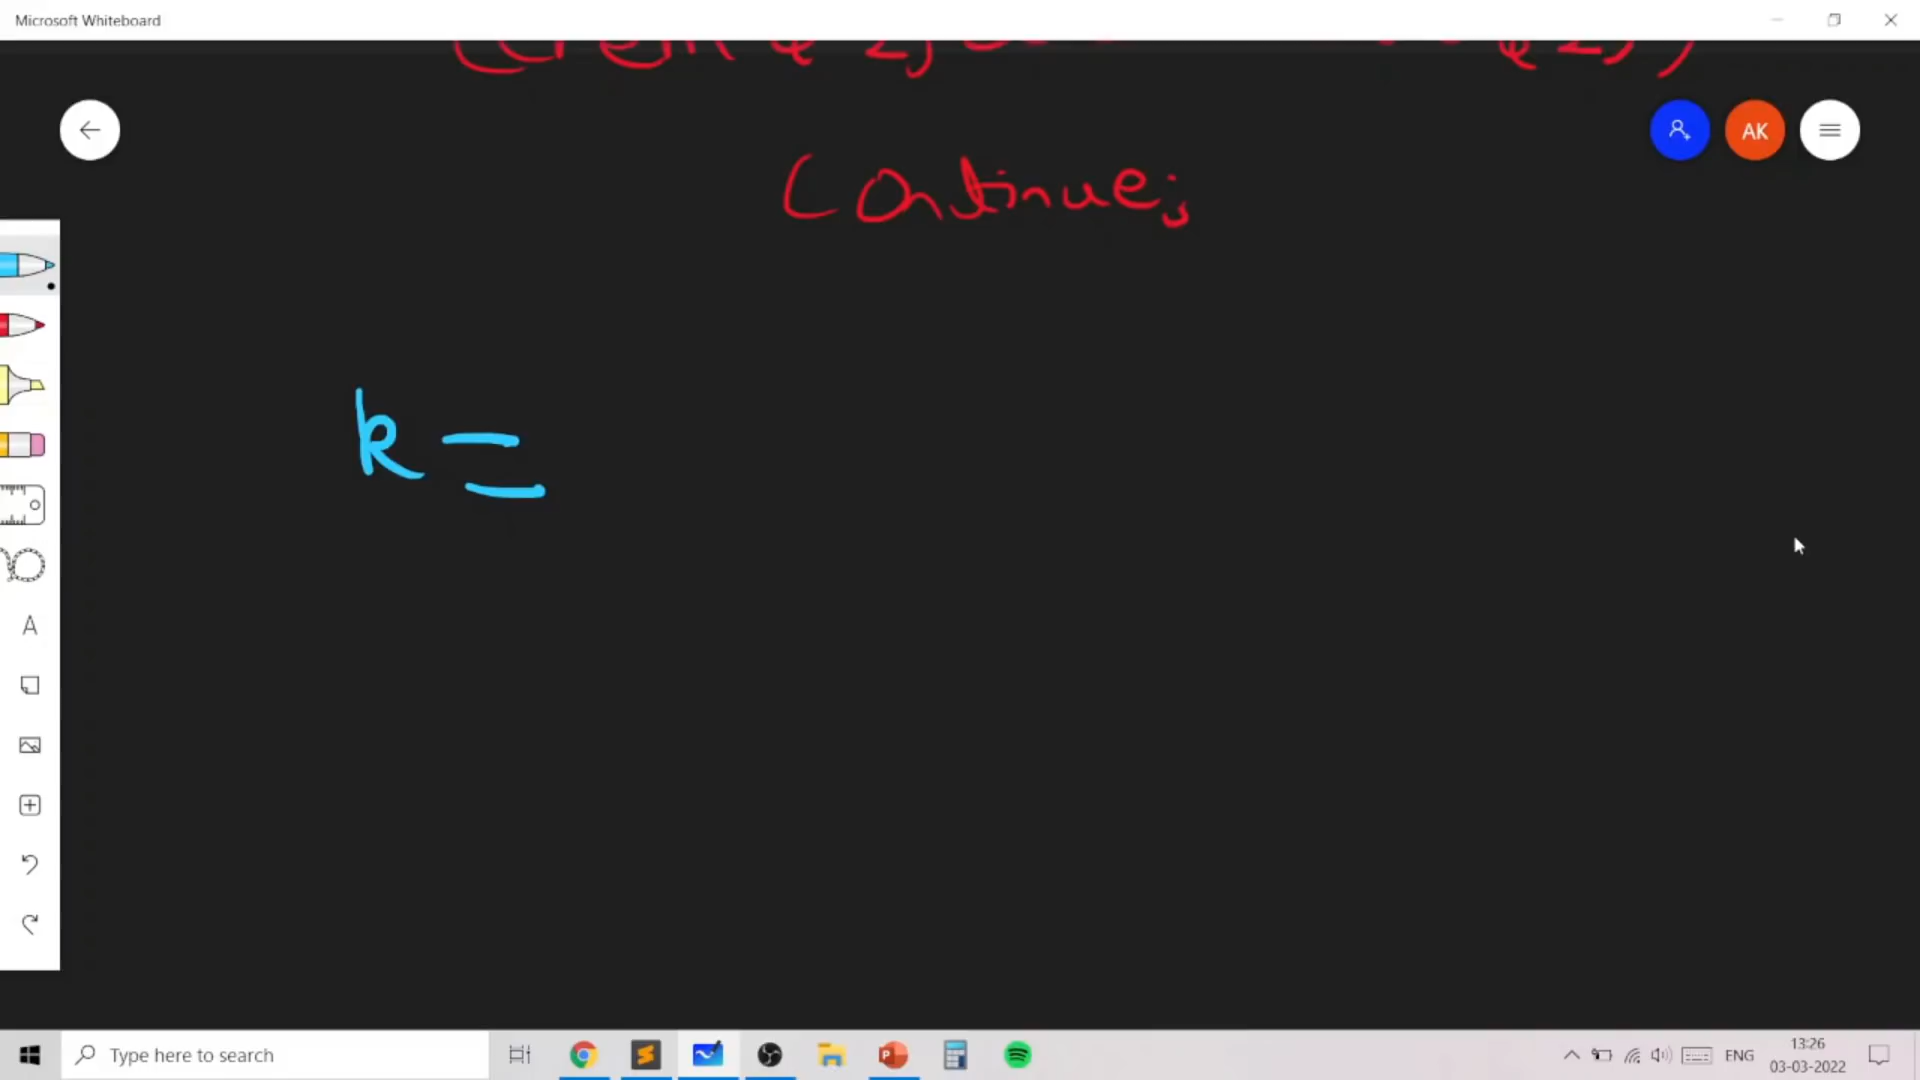 Microsoft Whiteboard
AK
Continue;
k =
A
Type here to search
ENG
13:26
03-03-2022